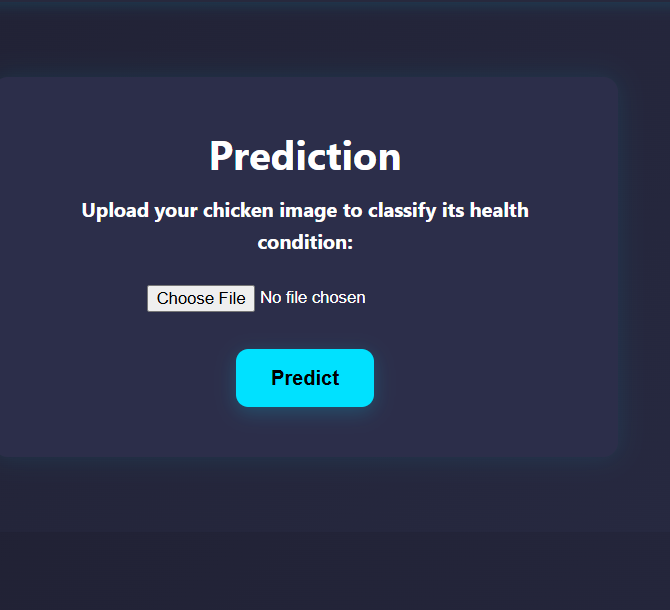 Prediction
Upload your chicken image to classify its health
condition:
Choose File No file chosen
Predict